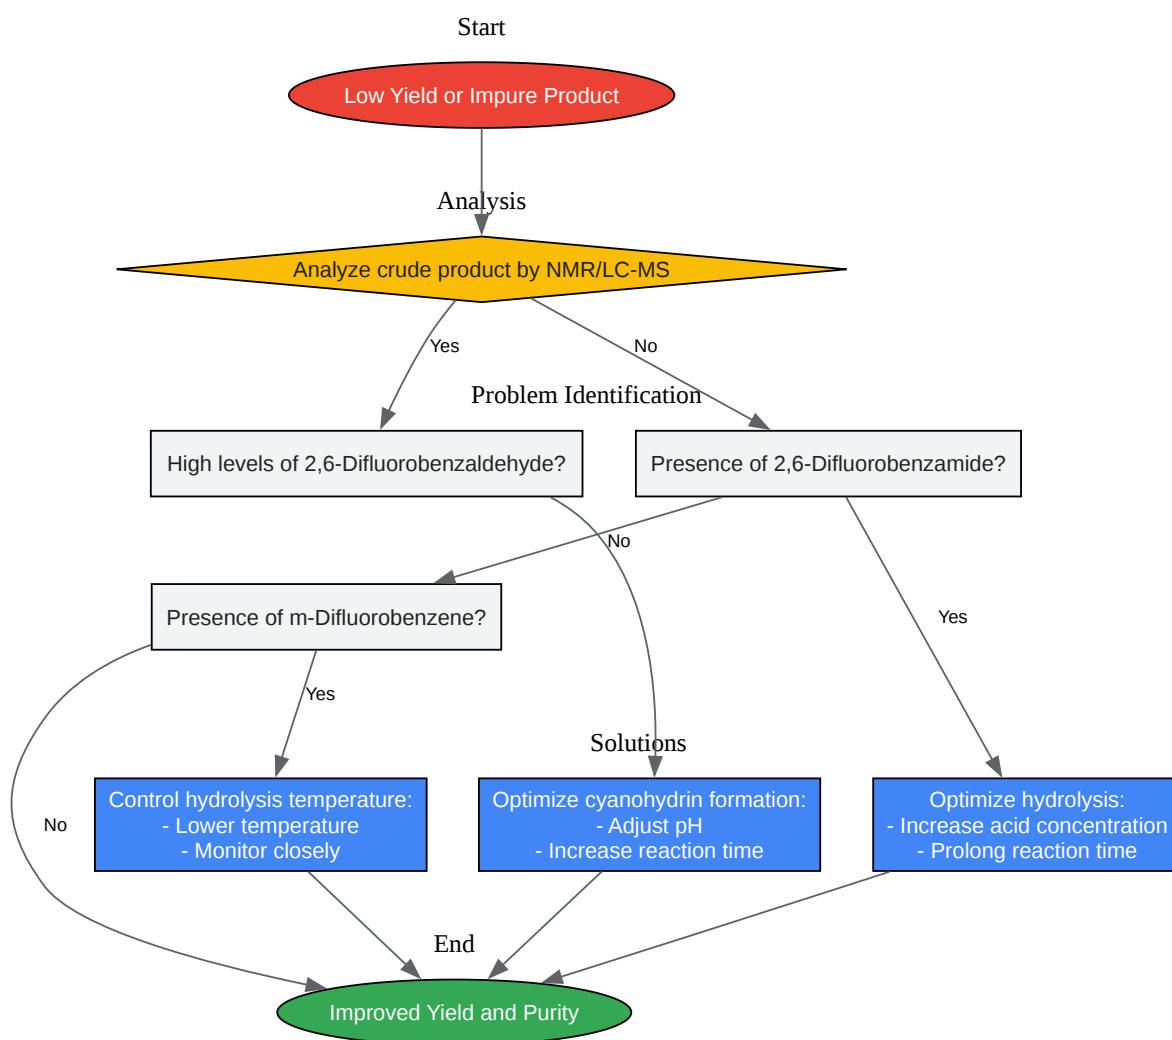 Start
Low Yield or Impure Product
Analysis
Analyze crude product by NMR/LC-MS
Yes
No
Problem Identification
High levels of 2,6-Difluorobenzaldehyde?
Presence of 2,6-Difluorobenzamide?
No
Presence of m-Difluorobenzene?
Yes
Yes
Solutions
Control hydrolysis temperature:
- Lower temperature
- Monitor closely
Optimize cyanohydrin formation:
- Adjust pH
- Increase reaction time
Optimize hydrolysis:
- Increase acid concentration
- Prolong reaction time
No
End
Improved Yield and Purity